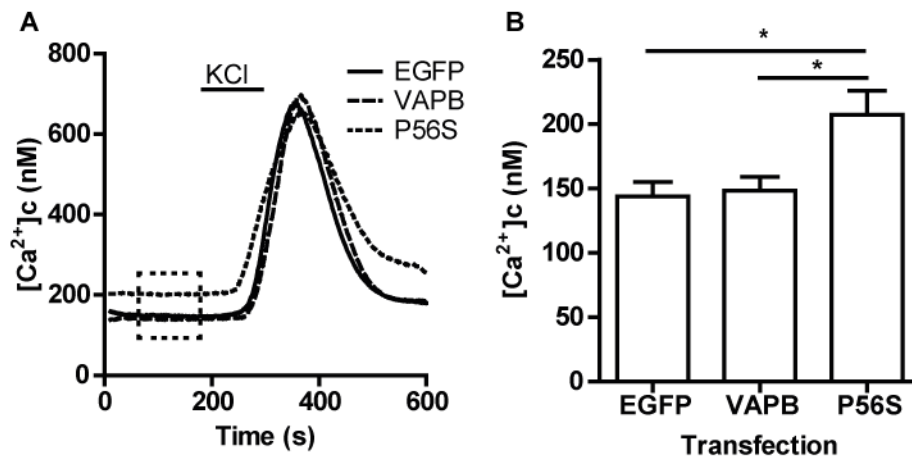 A
[Ca²⁺]c (nM)
800
600
400
200
0
KCl
EGFP
VAPB
P56S
0 200 400 600
Time (s)
B
[Ca²⁺]c (nM)
250
200
150
100
50
0
*
*
EGFP VAPB P56S
Transfection